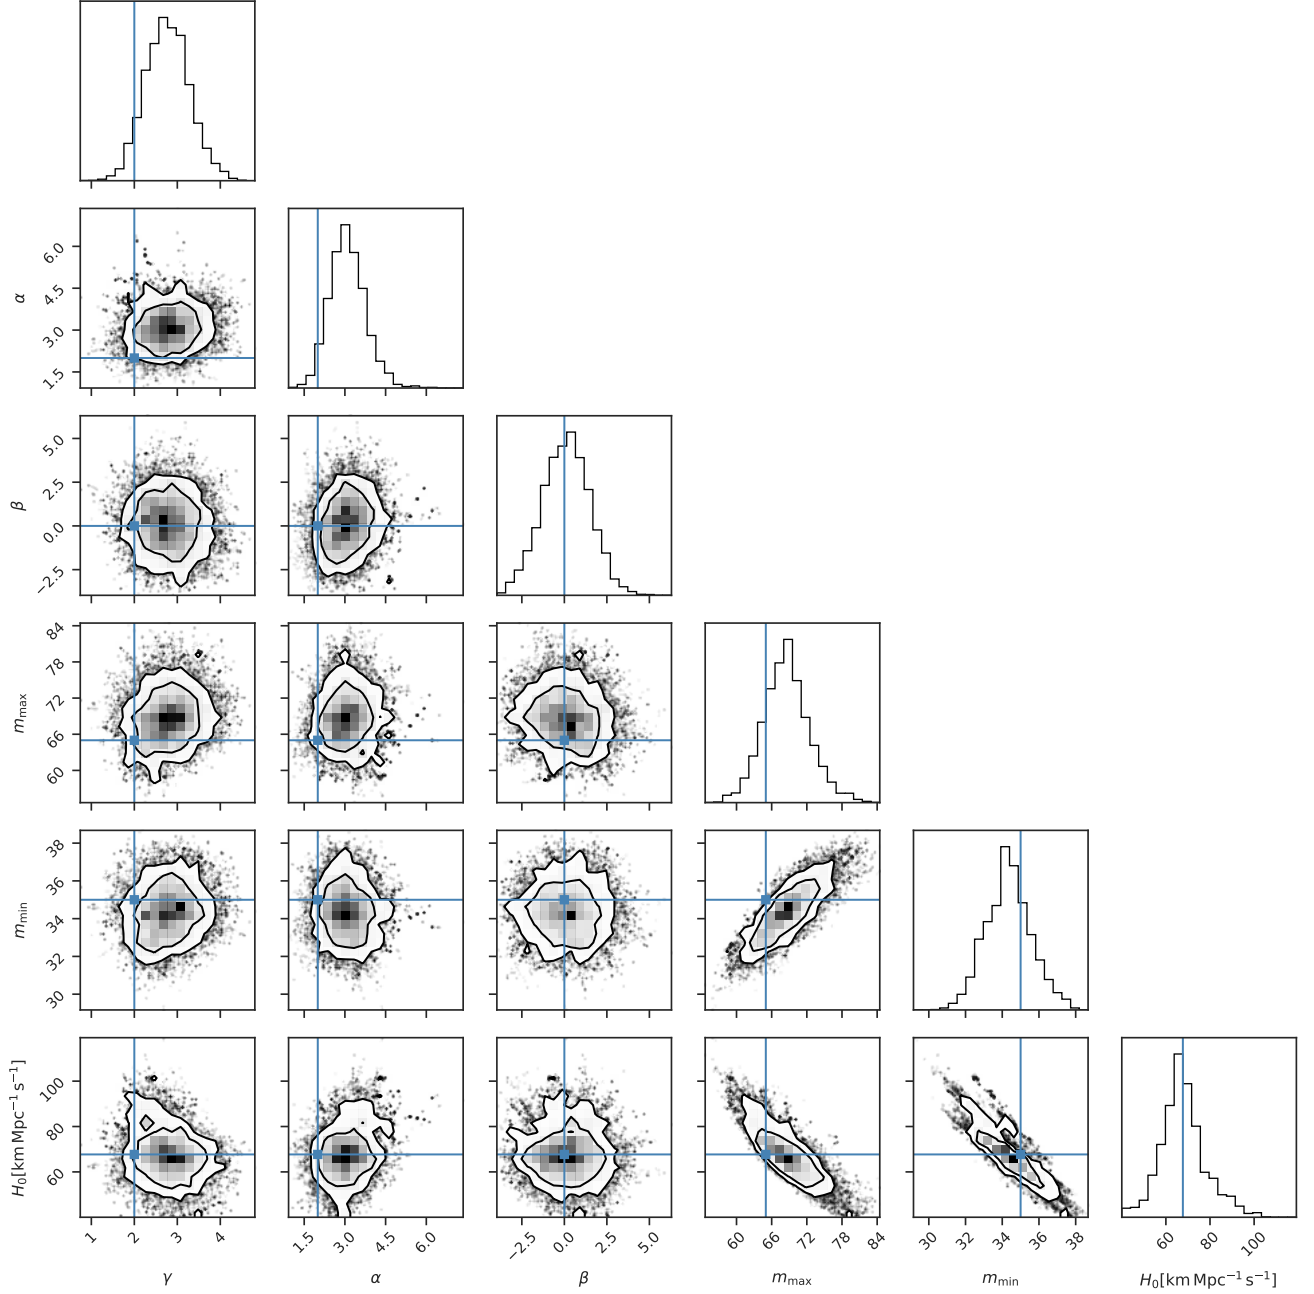 6.0
4.5
3.0
1.5
α
5.0
2.5
0.0
−2.5
β
84
78
72
66
60
m_max
38
36
34
32
30
m_min
100
80
60
H₀[km Mpc⁻¹ s⁻¹]
1 2 3 4
1.5 3.0 4.5 6.0
−2.5 0.0 2.5 5.0
60 66 72 78 84
30 32 34 36 38
60 80 100
γ α β m_max m_min H₀[km Mpc⁻¹ s⁻¹]